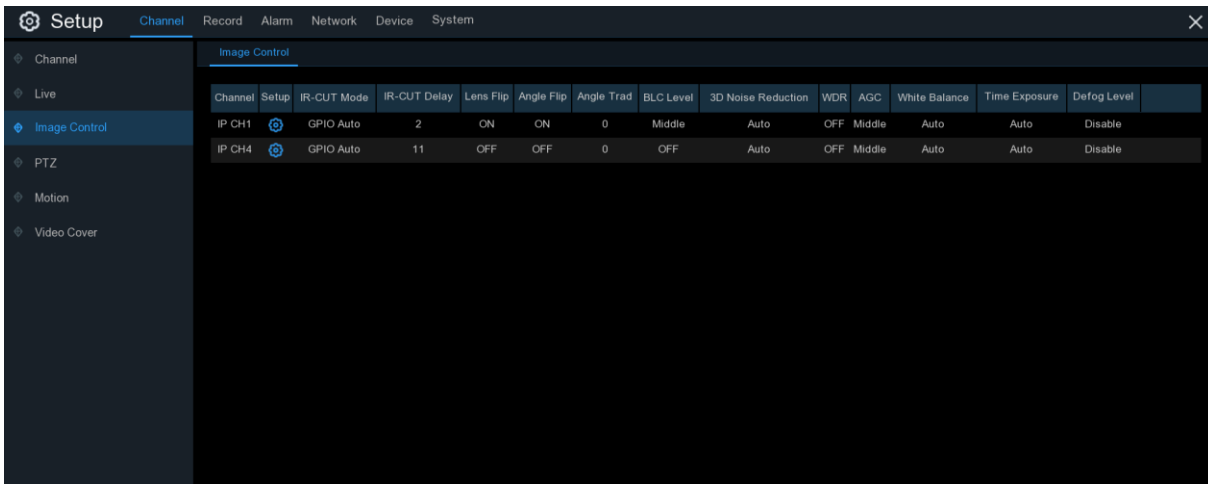 Setup Channel Record Alarm Network Device System
Channel
Live
Image Control
PTZ
Motion
Video Cover
Image Control
Channel Setup IR-CUT Mode IR-CUT Delay Lens Flip Angle Flip Angle Trad BLC Level 3D Noise Reduction WDR AGC White Balance Time Exposure Defog Level
IP CH1 GPIO Auto 2 ON ON 0 Middle Auto OFF Middle Auto Auto Disable
IP CH4 GPIO Auto 11 OFF OFF 0 OFF Auto OFF Middle Auto Auto Disable